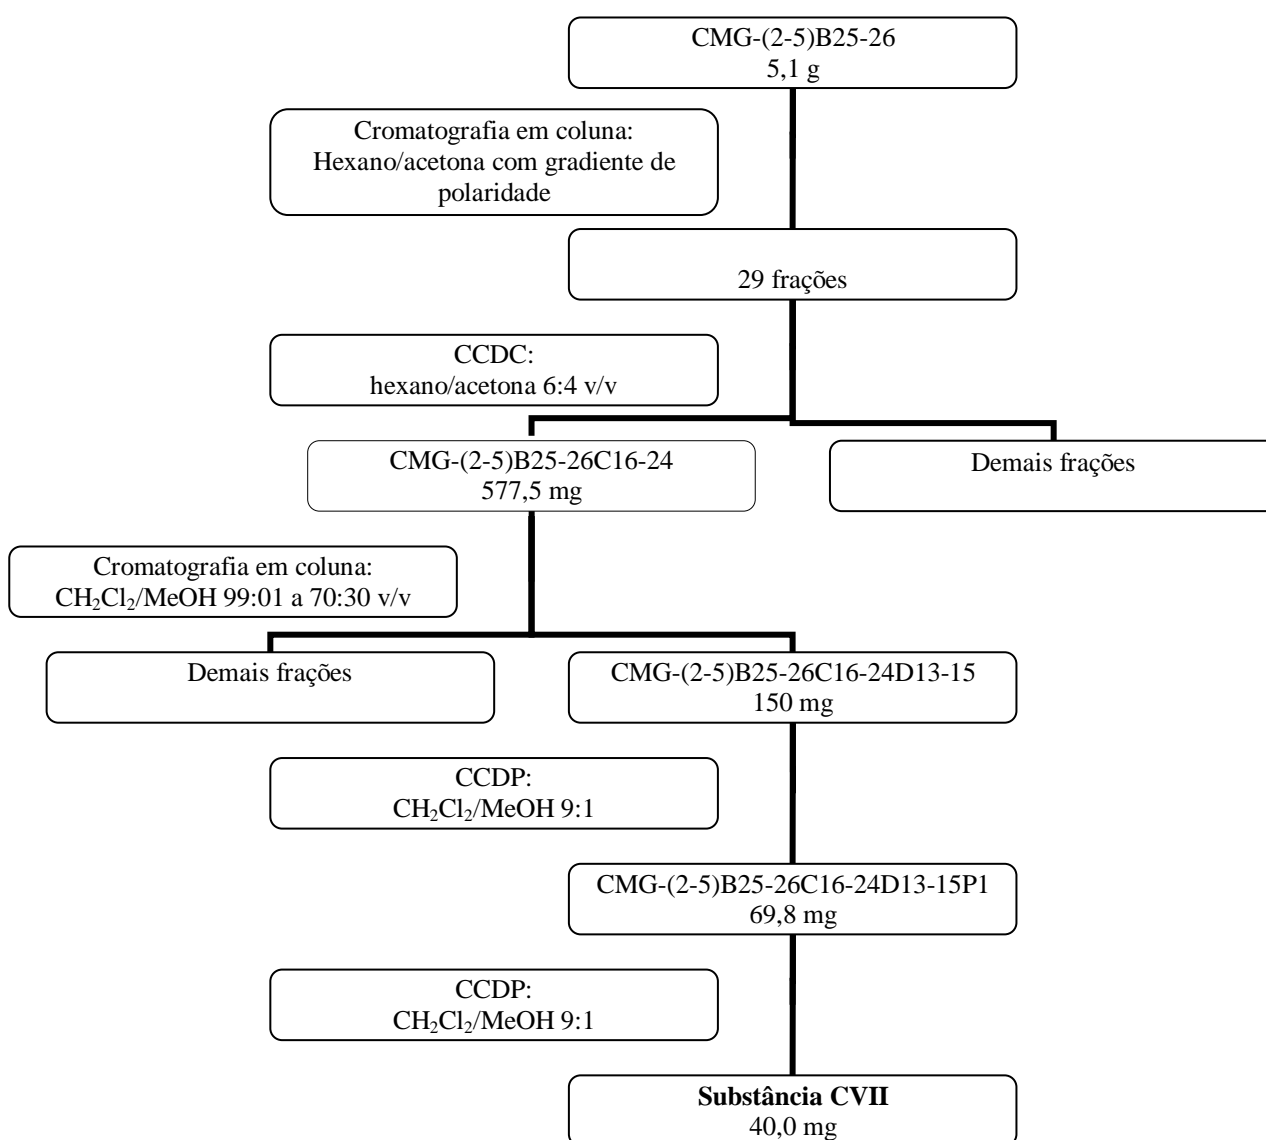 CMG-(2-5)B25-26
5,1 g
Cromatografia em coluna:
Hexano/acetona com gradiente de
polaridade
29 frações
CCDC:
hexano/acetona 6:4 v/v
CMG-(2-5)B25-26C16-24
577,5 mg
Demais frações
Cromatografia em coluna:
CH₂Cl₂/MeOH 99:01 a 70:30 v/v
Demais frações
CMG-(2-5)B25-26C16-24D13-15
150 mg
CCDP:
CH₂Cl₂/MeOH 9:1
CMG-(2-5)B25-26C16-24D13-15P1
69,8 mg
CCDP:
CH₂Cl₂/MeOH 9:1
Substância CVII
40,0 mg